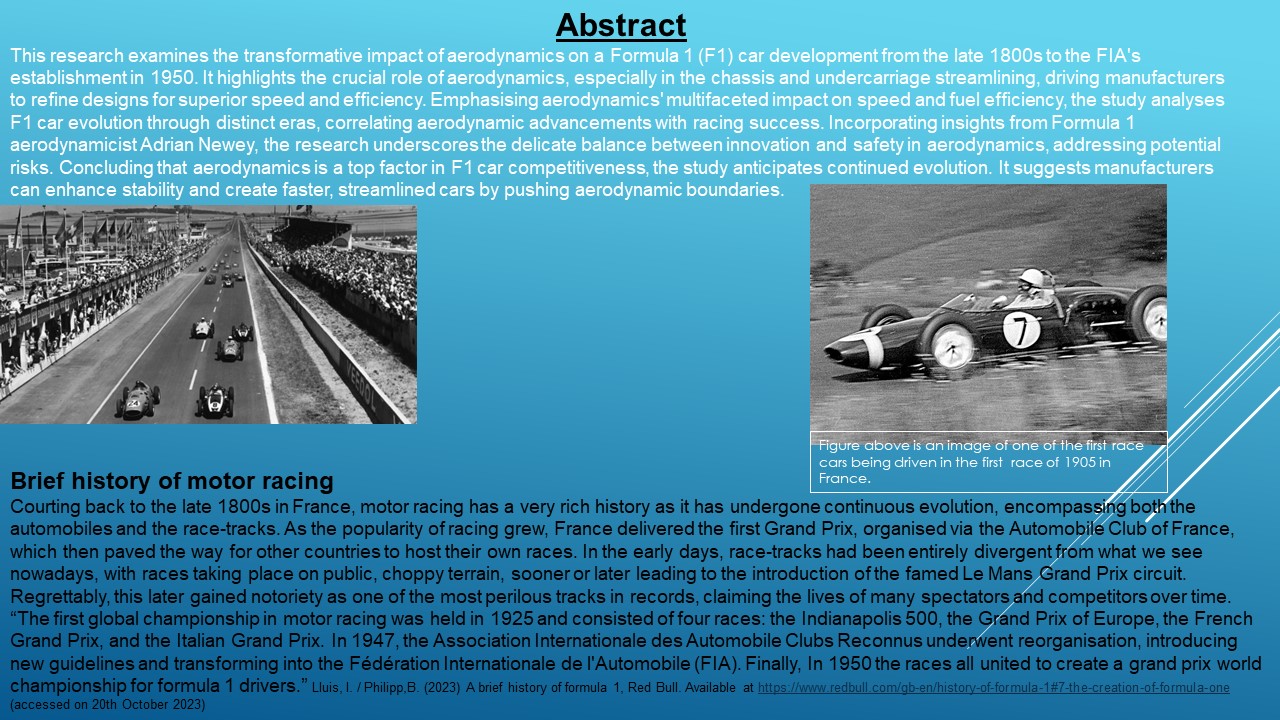 Abstract
This research examines the transformative impact of aerodynamics on a Formula 1 (F1) car development from the late 1800s to the FIA's
establishment in 1950. It highlights the crucial role of aerodynamics, especially in the chassis and undercarriage streamlining, driving manufacturers
to refine designs for superior speed and efficiency. Emphasising aerodynamics' multifaceted impact on speed and fuel efficiency, the study analyses
F1 car evolution through distinct eras, correlating aerodynamic advancements with racing success. Incorporating insights from Formula 1
aerodynamicist Adrian Newey, the research underscores the delicate balance between innovation and safety in aerodynamics, addressing potential
risks. Concluding that aerodynamics is a top factor in F1 car competitiveness, the study anticipates continued evolution. It suggests manufacturers
can enhance stability and create faster, streamlined cars by pushing aerodynamic boundaries.
7
Figure above is an image of one of the first race
cars being driven in the first race of 1905 in
France.
Brief history of motor racing
Courting back to the late 1800s in France, motor racing has a very rich history as it has undergone continuous evolution, encompassing both the
automobiles and the race-tracks. As the popularity of racing grew, France delivered the first Grand Prix, organised via the Automobile Club of France,
which then paved the way for other countries to host their own races. In the early days, race-tracks had been entirely divergent from what we see
nowadays, with races taking place on public, choppy terrain, sooner or later leading to the introduction of the famed Le Mans Grand Prix circuit.
Regrettably, this later gained notoriety as one of the most perilous tracks in records, claiming the lives of many spectators and competitors over time.
“The first global championship in motor racing was held in 1925 and consisted of four races: the Indianapolis 500, the Grand Prix of Europe, the French
Grand Prix, and the Italian Grand Prix. In 1947, the Association Internationale des Automobile Clubs Reconnus underwent reorganisation, introducing
new guidelines and transforming into the Fédération Internationale de l'Automobile (FIA). Finally, In 1950 the races all united to create a grand prix world
championship for formula 1 drivers.” Lluis, I. / Philipp,B. (2023) A brief history of formula 1, Red Bull. Available at https://www.redbull.com/gb-en/history-of-formula-1#7-the-creation-of-formula-one
(accessed on 20th October 2023)